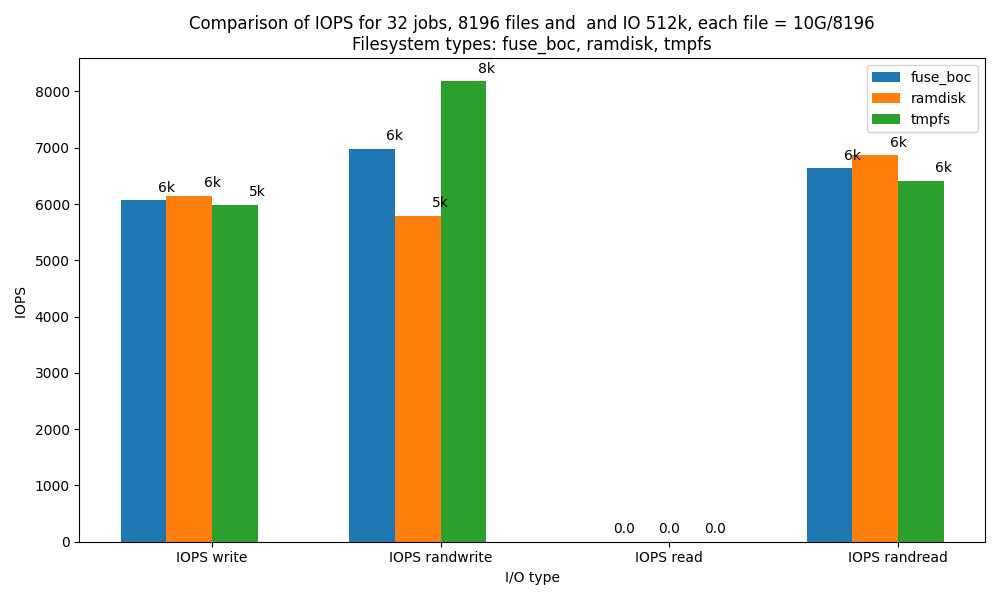 Comparison of IOPS for 32 jobs, 8196 files and  and IO 512k, each file = 10G/8196
Filesystem types: fuse_boc, ramdisk, tmpfs
fuse_boc
ramdisk
tmpfs
IOPS
8000
7000
6000
5000
4000
3000
2000
1000
0
6k
6k
5k
6k
5k
8k
0.0
0.0
0.0
6k
6k
6k
IOPS write
IOPS randwrite
IOPS read
IOPS randread
I/O type